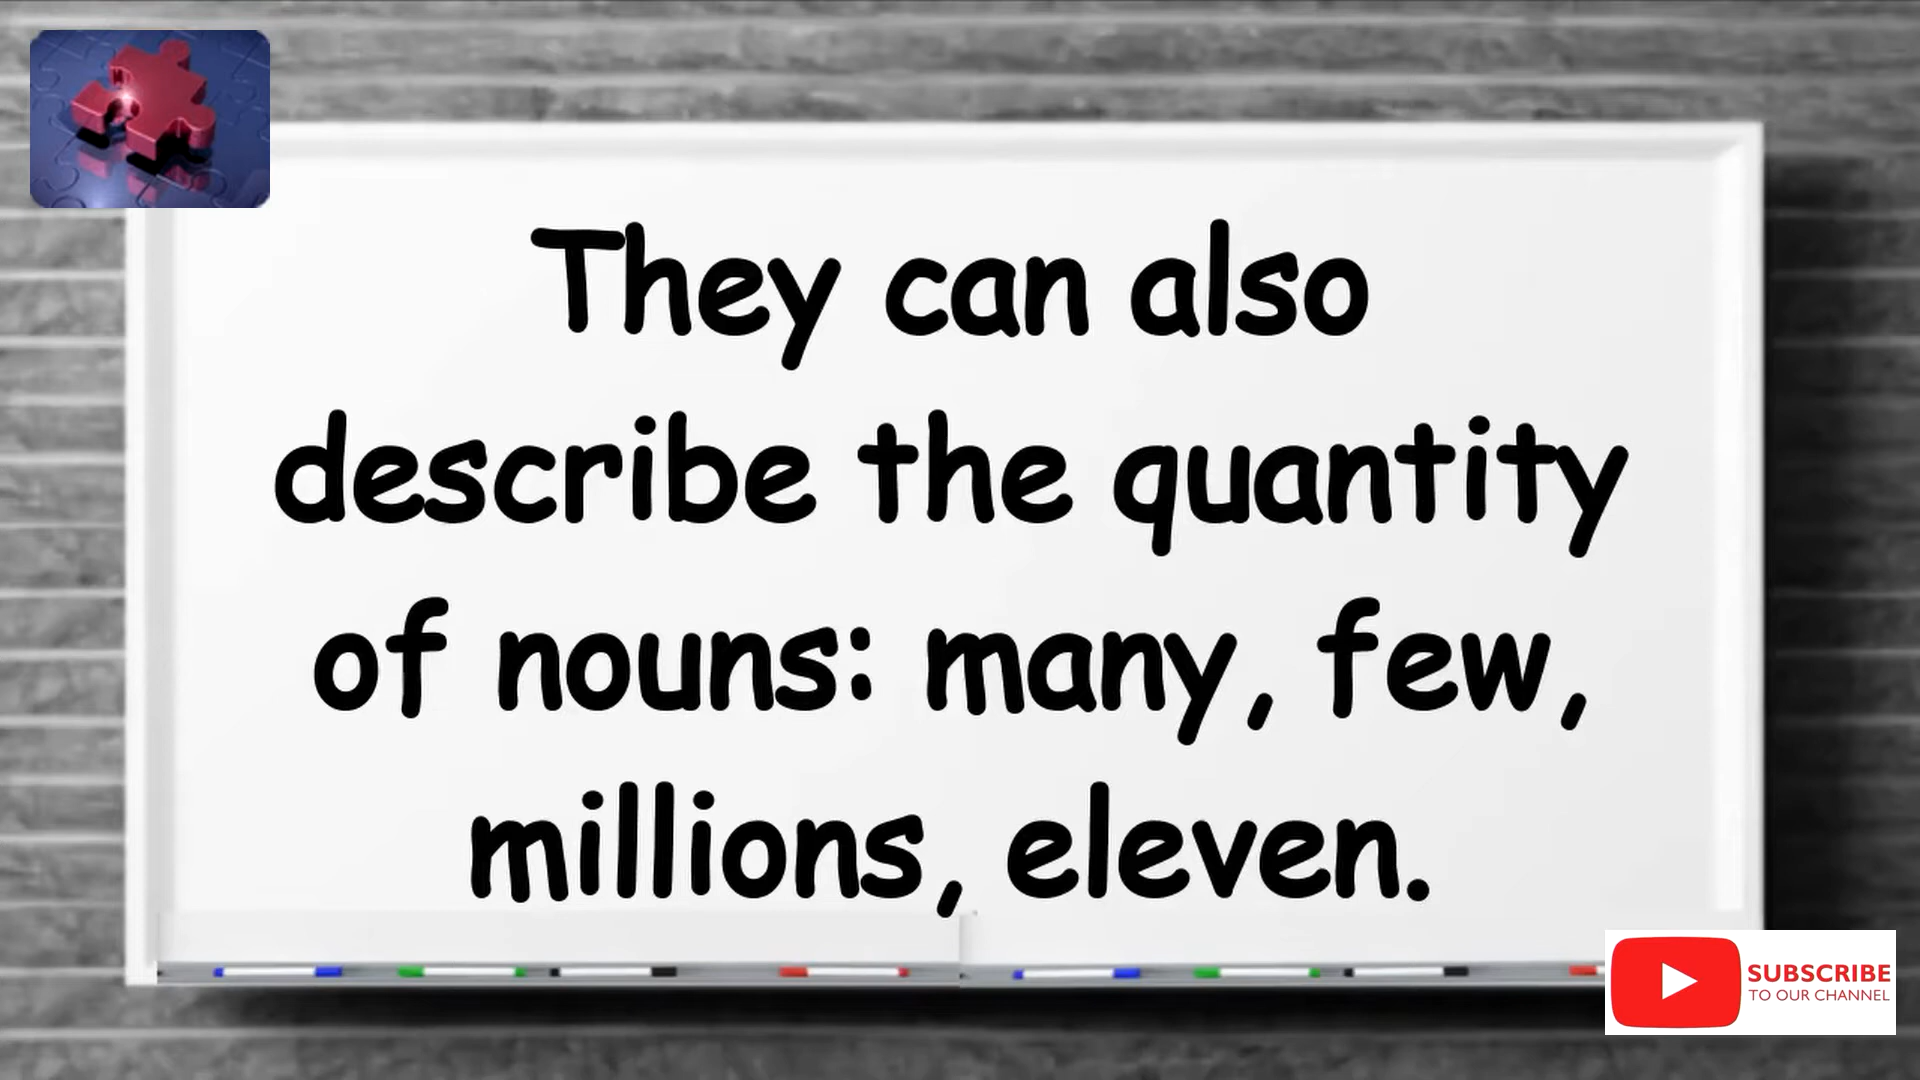 They can also
describe the quantity
of nouns: many, few,
millions, eleven.
SUBSCRIBE
TO OUR CHANNEL